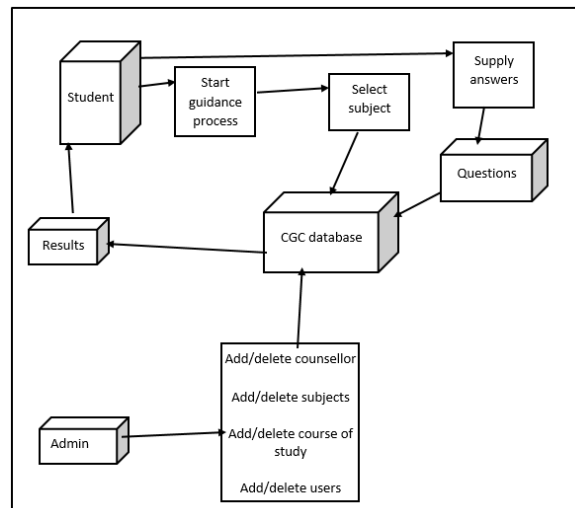 Student
Start
guidance
process
Select
subject
Supply
answers
Questions
CGC database
Results
Add/delete counsellor
Add/delete subjects
Add/delete course of
study
Add/delete users
Admin